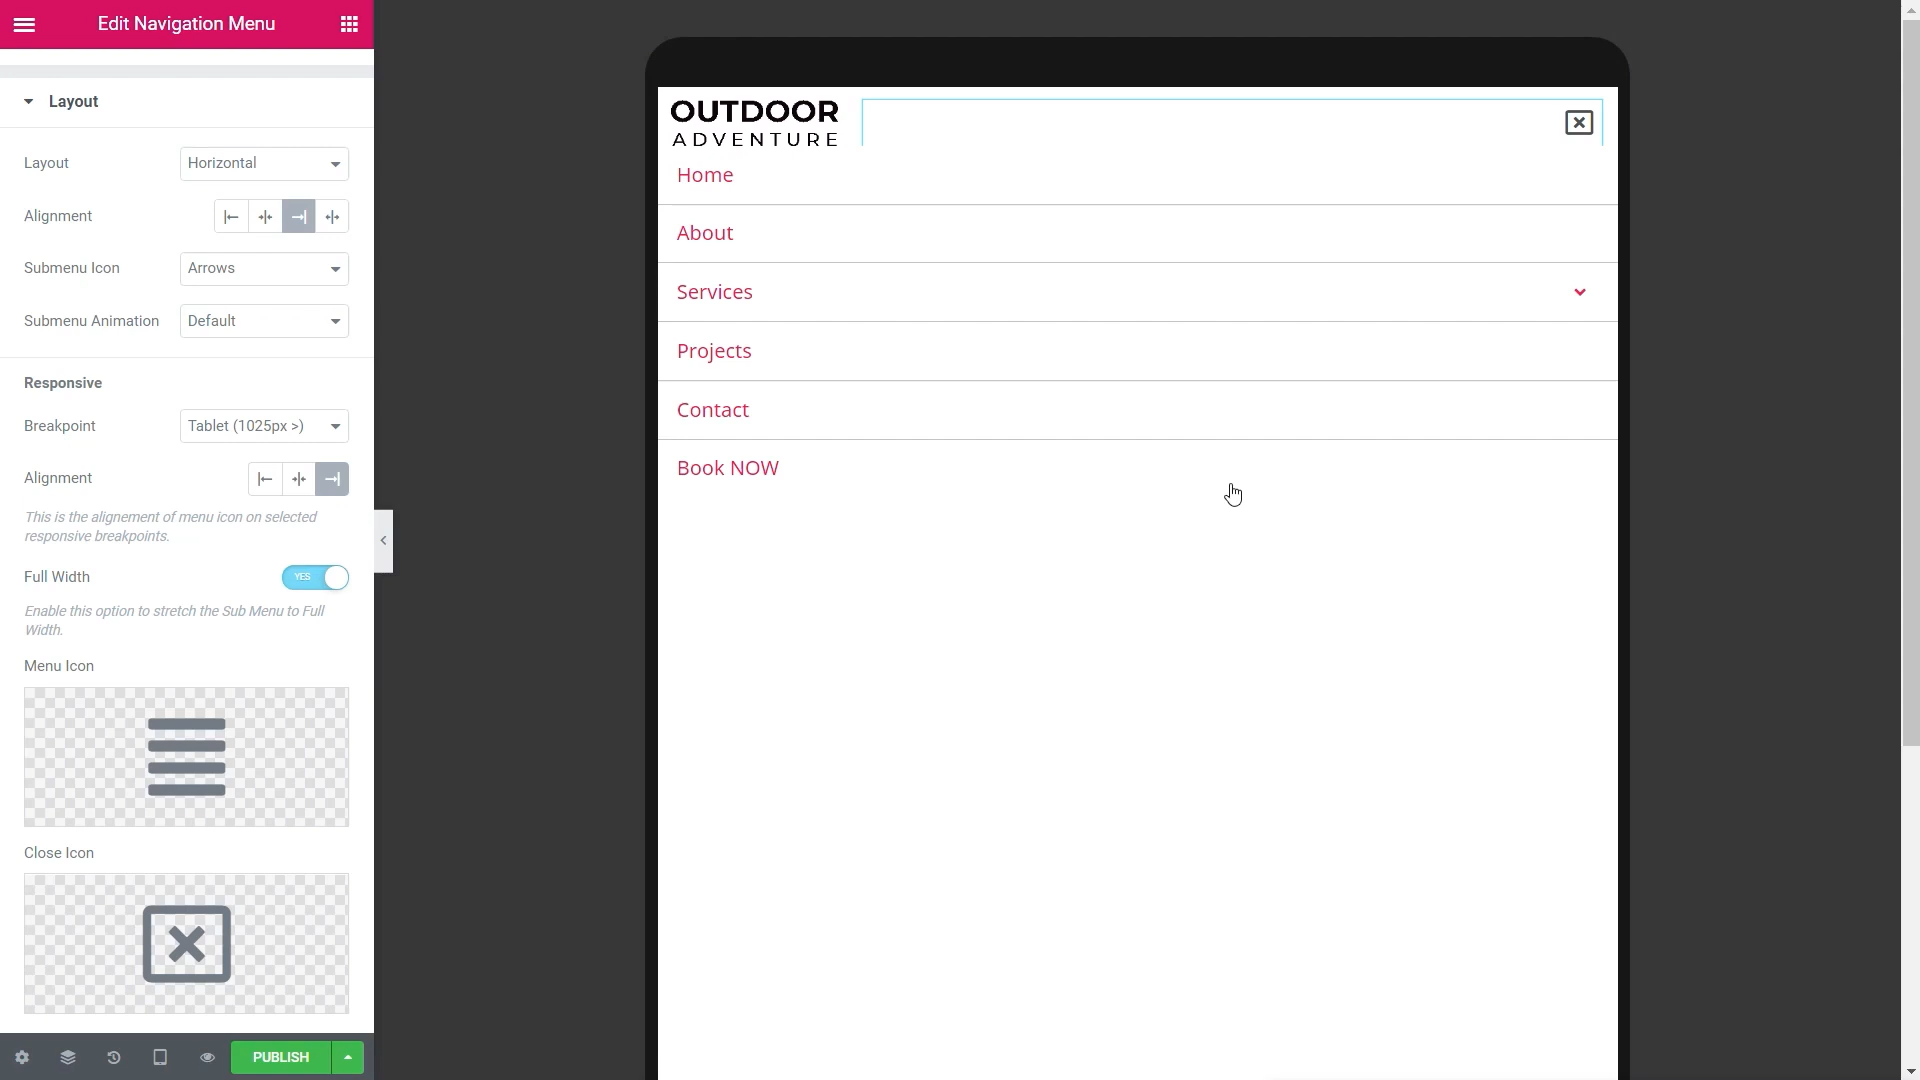 Edit Navigation Menu
Layout
Layout
Horizontal
Alignment
Submenu Icon
Arrows
Submenu Animation
Default
Responsive
Breakpoint
Tablet (1025px >)
Alignment
This is the alignement of menu icon on selected
responsive breakpoints.
Full Width
YES
Enable this option to stretch the Sub Menu to Full
Width.
Menu Icon
Close Icon
PUBLISH
OUTDOOR
ADVENTURE
Home
About
Services
Projects
Contact
Book NOW